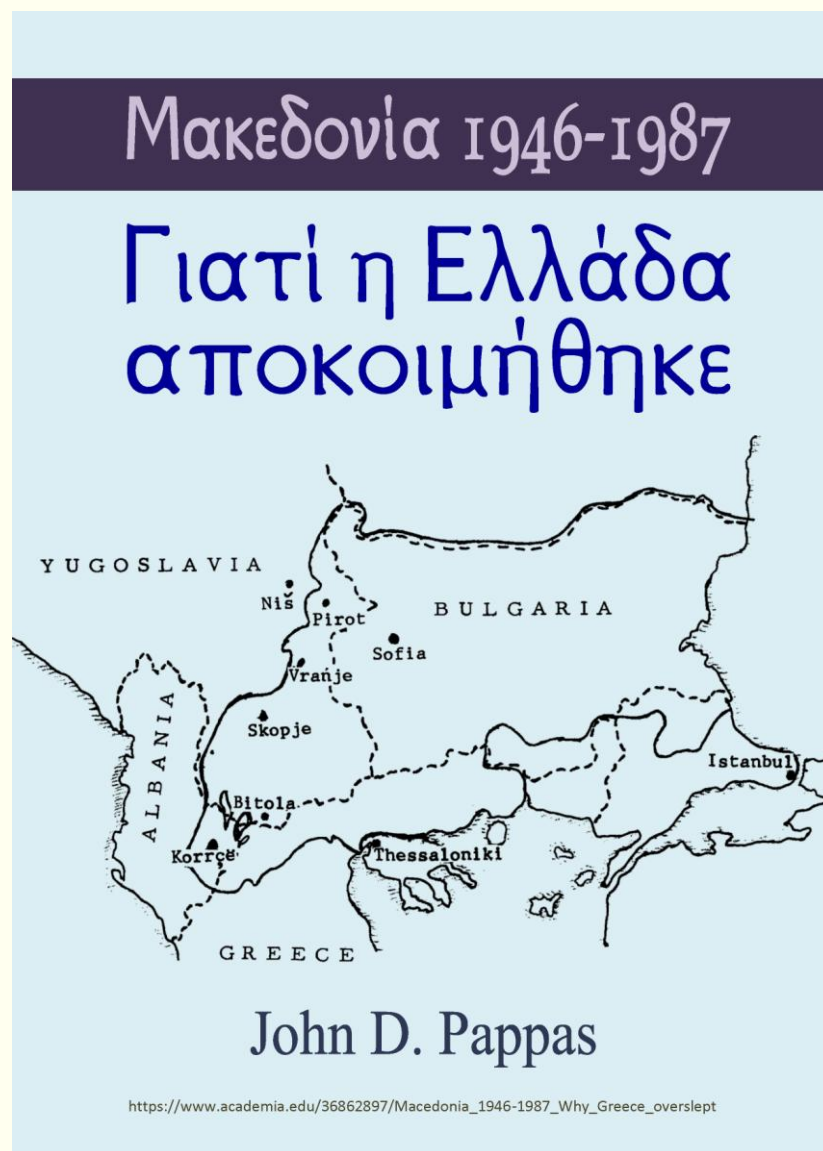 Μακεδονία 1946-1987
Γιατί η Ελλάδα
αποκοιμήθηκε
YUGOSLAVIA
Niš
Pirot
BULGARIA
Sofia
Vranje
ALBANIA
Skopje
Istanbul
Bitola
Korrçë
Thessaloniki
GREECE
John D. Pappas
https://www.academia.edu/36862897/Macedonia_1946-1987_Why_Greece_overslept